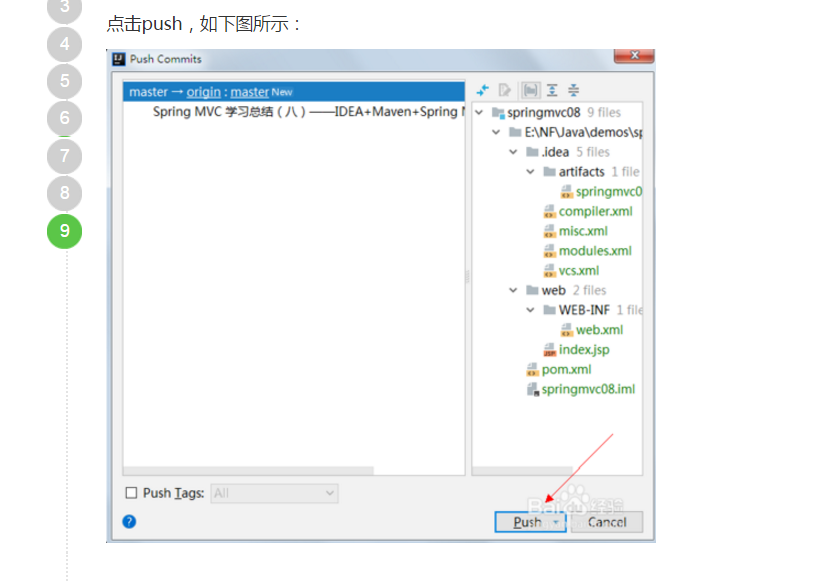 3
点击push，如下图所示：
4
5
6
7
8
9
Push Commits
master → origin : master New
Spring MVC 学习总结（八）——IDEA+Maven+Spring
springmvc08 9 files
E:\NF\Java\demos\sp
.idea 5 files
artifacts 1 file
springmvc0
compiler.xml
misc.xml
modules.xml
vcs.xml
web 2 files
WEB-INF 1 file
web.xml
index.jsp
pom.xml
springmvc08.iml
Push Tags: All
Baidu 经验
? Push Cancel